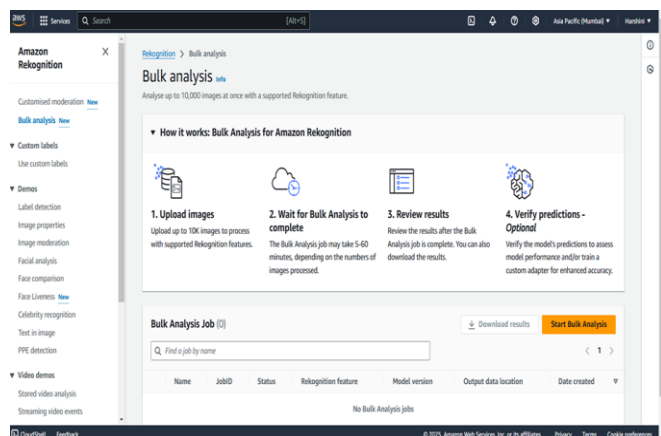 aws
Services
Search
[Alt+S]
Asia Pacific (Mumbai)
Harshini
Amazon
Rekognition
X
Customised moderation New
Bulk analysis New
Custom labels
Use custom labels
Demos
Label detection
Image properties
Image moderation
Facial analysis
Face comparison
Face Liveness New
Celebrity recognition
Text in image
PPE detection
Video demos
Stored video analysis
Streaming video events
Rekognition > Bulk analysis
Bulk analysis Info
Analyse up to 10,000 images at once with a supported Rekognition feature.
How it works: Bulk Analysis for Amazon Rekognition
1. Upload images
Upload up to 10K images to process
with supported Rekognition features.
2. Wait for Bulk Analysis to
complete
The Bulk Analysis job may take 5-60
minutes, depending on the numbers of
images processed.
3. Review results
Review the results after the Bulk
Analysis job is complete. You can also
download the results.
4. Verify
predictions -
Optional
Verify the model's predictions to assess
model performance and/or train a
custom adapter for enhanced accuracy.
Bulk Analysis Job (0)
Download results
Start Bulk Analysis
Find a job by name
< 1 >
Name JobID Status Rekognition feature Model version Output data location Date created
No Bulk Analysis jobs
CloudShell Feedback
© 2025, Amazon Web Services, Inc. or its affiliates. Privacy Terms Cookie preferences